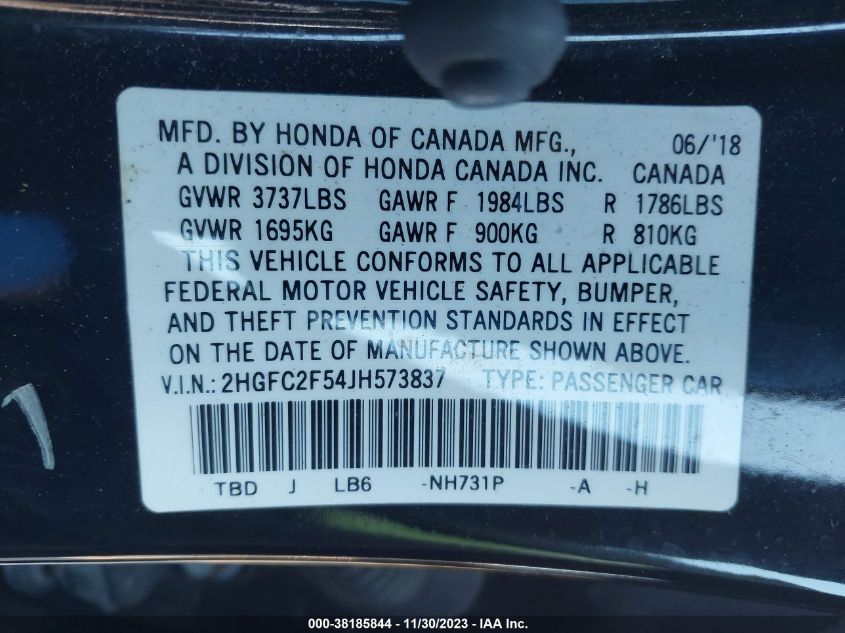 MFD. BY HONDA OF CANADA MFG., 06/'18
A DIVISION OF HONDA CANADA INC. CANADA
GVWR 3737LBS GAWR F 1984LBS R 1786LBS
GVWR 1695KG GAWR F 900KG R 810KG
THIS VEHICLE CONFORMS TO ALL APPLICABLE
FEDERAL MOTOR VEHICLE SAFETY, BUMPER,
AND THEFT PREVENTION STANDARDS IN EFFECT
ON THE DATE OF MANUFACTURE SHOWN ABOVE.
V.I.N.: 2HGFC2F54JH573837 TYPE: PASSENGER CAR
TBD J LB6 -NH731P -A -H
000-38185844 - 11/30/2023 - IAA Inc.